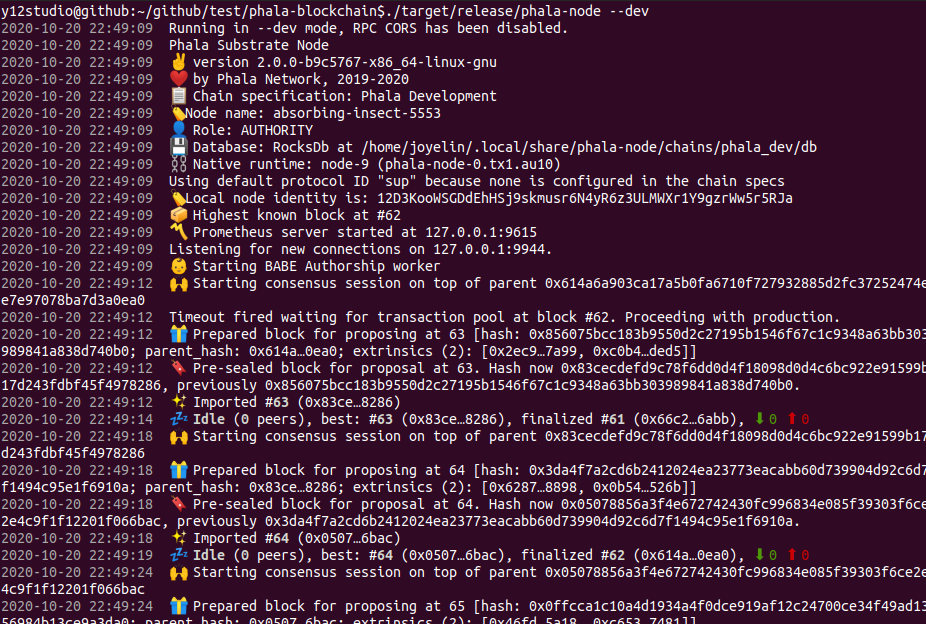 y12studio@github:~/github/test/phala-blockchain$./target/release/phala-node --dev
2020-10-20 22:49:09 Running in --dev mode, RPC CORS has been disabled.
2020-10-20 22:49:09 Phala Substrate Node
2020-10-20 22:49:09 ✌️ version 2.0.0-b9c5767-x86_64-linux-gnu
2020-10-20 22:49:09 ❤️ by Phala Network, 2019-2020
2020-10-20 22:49:09 📋 Chain specification: Phala Development
2020-10-20 22:49:09 🏷 Node name: absorbing-insect-5553
2020-10-20 22:49:09 👤 Role: AUTHORITY
2020-10-20 22:49:09 💾 Database: RocksDb at /home/joyelin/.local/share/phala-node/chains/phala_dev/db
2020-10-20 22:49:09 ⛓ Native runtime: node-9 (phala-node-0.tx1.au10)
2020-10-20 22:49:09 Using default protocol ID "sup" because none is configured in the chain specs
2020-10-20 22:49:09 🏷 Local node identity is: 12D3KooWSGDdEhHSj9skmusr6N4yR6z3ULMWXr1Y9gzrWw5r5RJa
2020-10-20 22:49:09 📦 Highest known block at #62
2020-10-20 22:49:09 〽️ Prometheus server started at 127.0.0.1:9615
2020-10-20 22:49:09 Listening for new connections on 127.0.0.1:9944.
2020-10-20 22:49:09 👶 Starting BABE Authorship worker
2020-10-20 22:49:12 🙌 Starting consensus session on top of parent 0x614a6a903ca17a5b0fa6710f727932885d2fc37252474e
e7e97078ba7d3a0ea0
2020-10-20 22:49:12 Timeout fired waiting for transaction pool at block #62. Proceeding with production.
2020-10-20 22:49:12 🎁 Prepared block for proposing at 63 [hash: 0x856075bcc183b9550d2c27195b1546f67c1c9348a63bb303
989841a838d740b0; parent_hash: 0x614a…0ea0; extrinsics (2): [0x2ec9…7a99, 0xc0b4…ded5]]
2020-10-20 22:49:12 🔖 Pre-sealed block for proposal at 63. Hash now 0x83cecdefd9c78f6dd0d4f18098d0d4c6bc922e91599b
17d243fdbf45f4978286, previously 0x856075bcc183b9550d2c27195b1546f67c1c9348a63bb303989841a838d740b0.
2020-10-20 22:49:12 ✨ Imported #63 (0x83ce…8286)
2020-10-20 22:49:14 💤 Idle (0 peers), best: #63 (0x83ce…8286), finalized #61 (0x66c2…6abb), ⬇ 0 ⬆ 0
2020-10-20 22:49:18 🙌 Starting consensus session on top of parent 0x83cecdefd9c78f6dd0d4f18098d0d4c6bc922e91599b17
d243fdbf45f4978286
2020-10-20 22:49:18 🎁 Prepared block for proposing at 64 [hash: 0x3da4f7a2cd6b2412024ea23773eacabb60d739904d92c6d7
f1494c95e1f6910a; parent_hash: 0x83ce…8286; extrinsics (2): [0x6287…8898, 0x0b54…526b]]
2020-10-20 22:49:18 🔖 Pre-sealed block for proposal at 64. Hash now 0x05078856a3f4e672742430fc996834e085f39303f6ce
2e4c9f1f12201f066bac, previously 0x3da4f7a2cd6b2412024ea23773eacabb60d739904d92c6d7f1494c95e1f6910a.
2020-10-20 22:49:18 ✨ Imported #64 (0x0507…6bac)
2020-10-20 22:49:19 💤 Idle (0 peers), best: #64 (0x0507…6bac), finalized #62 (0x614a…0ea0), ⬇ 0 ⬆ 0
2020-10-20 22:49:24 🙌 Starting consensus session on top of parent 0x05078856a3f4e672742430fc996834e085f39303f6ce2e
4c9f1f12201f066bac
2020-10-20 22:49:24 🎁 Prepared block for proposing at 65 [hash: 0x0ffcca1c10a4d1934a4f0dce919af12c24700ce34f49ad13
56984b13ce9a3da0; parent_hash: 0x0507…6bac; extrinsics (2): [0x46fd…5a18, 0xc653…7481]]